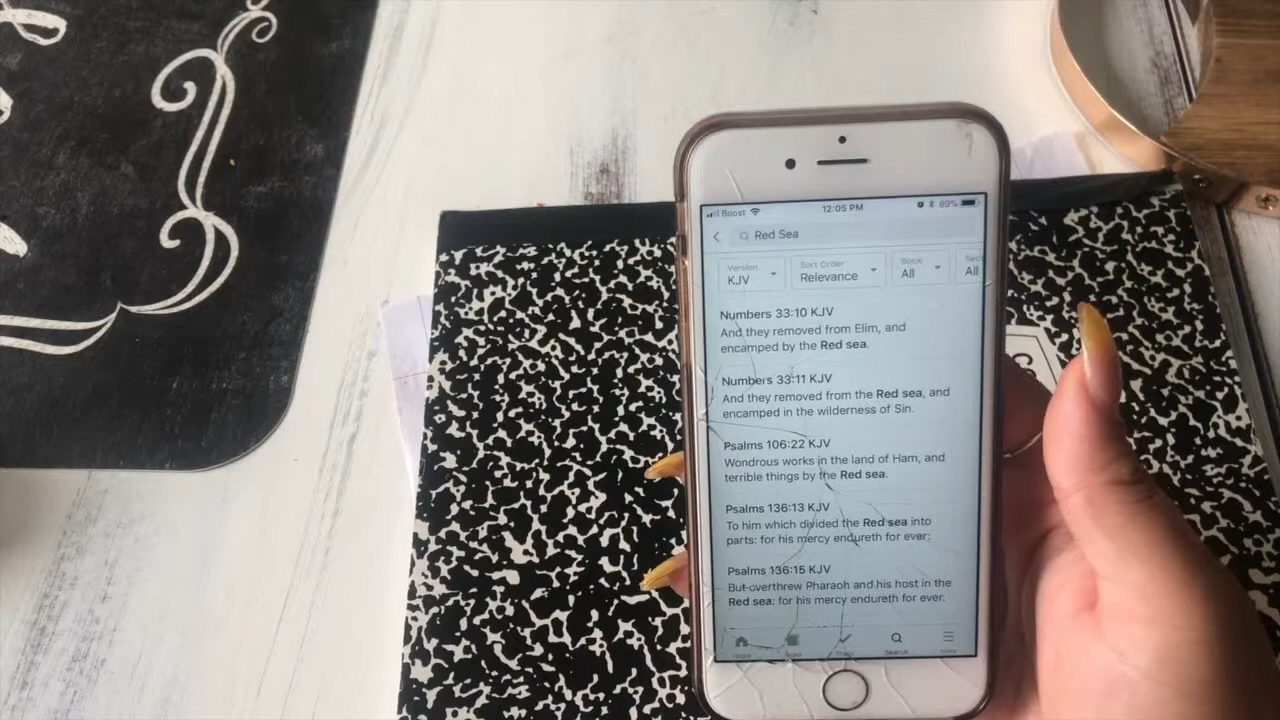 Boost
12:05 PM
89%
Red Sea
Version
KJV
Sort Order
Relevance
Book
All
Sec
All
Numbers 33:10 KJV
And they removed from Elim, and
encamped by the Red sea.
Numbers 33:11 KJV
And they removed from the Red sea, and
encamped in the wilderness of Sin.
Psalms 106:22 KJV
Wondrous works in the land of Ham, and
terrible things by the Red sea.
Psalms 136:13 KJV
To him which divided the Red sea into
parts: for his mercy endureth for ever:
Psalms 136:15 KJV
But overthrew Pharaoh and his host in the
Red sea: for his mercy endureth for ever.
Search